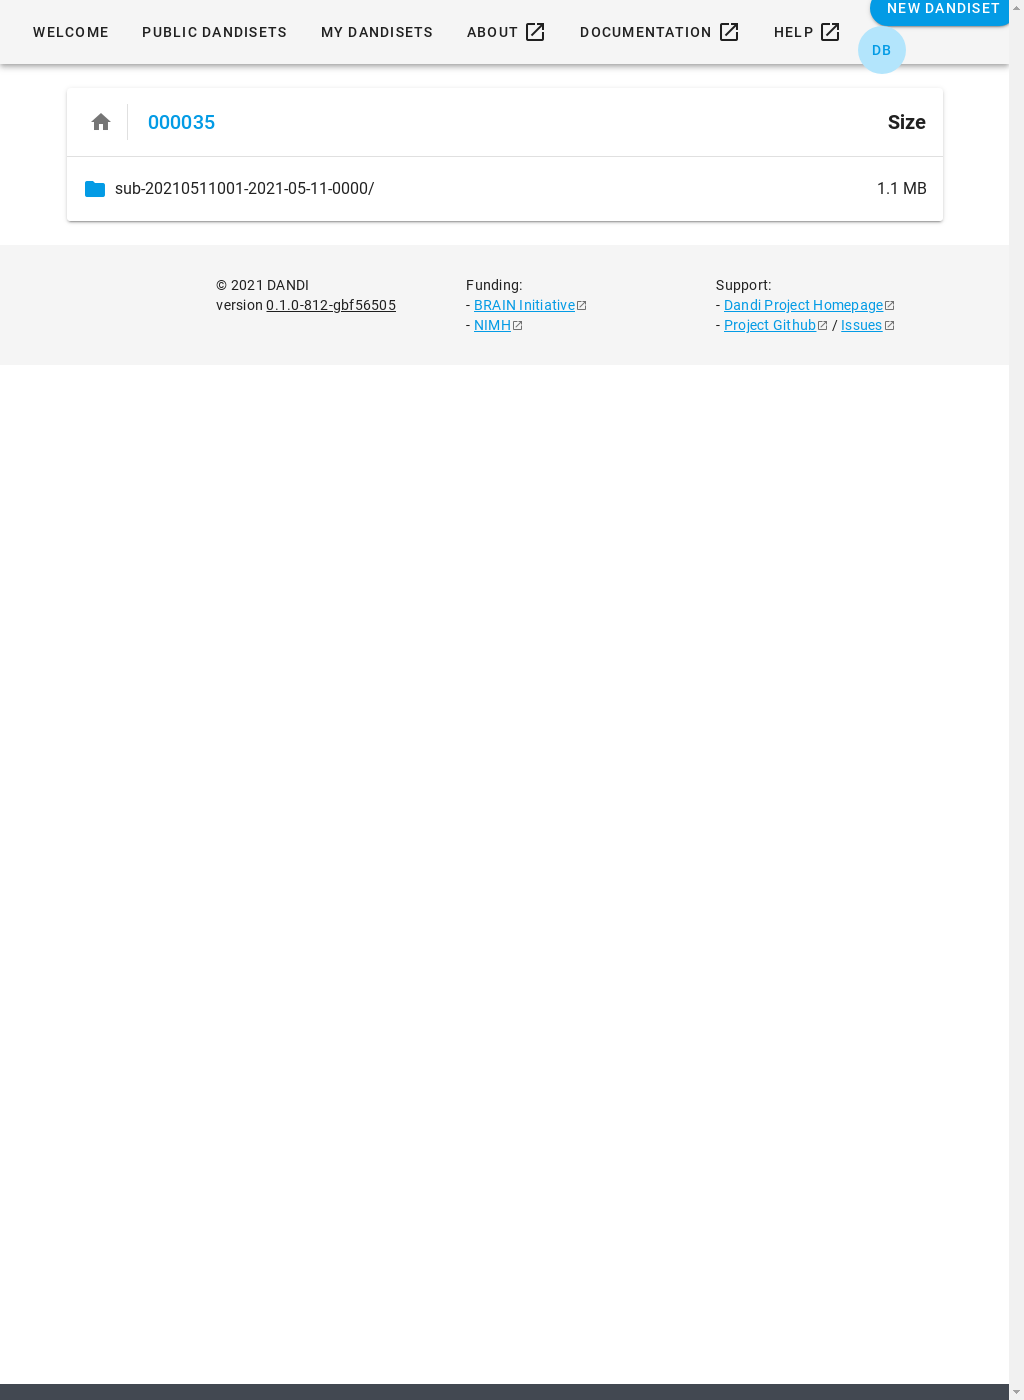 NEW DANDISET
WELCOME PUBLIC DANDISETS MY DANDISETS ABOUT DOCUMENTATION HELP
DB
000035 Size
sub-20210511001-2021-05-11-0000/ 1.1 MB
© 2021 DANDI
version 0.1.0-812-gbf56505
Funding:
- BRAIN Initiative
- NIMH
Support:
- Dandi Project Homepage
- Project Github / Issues